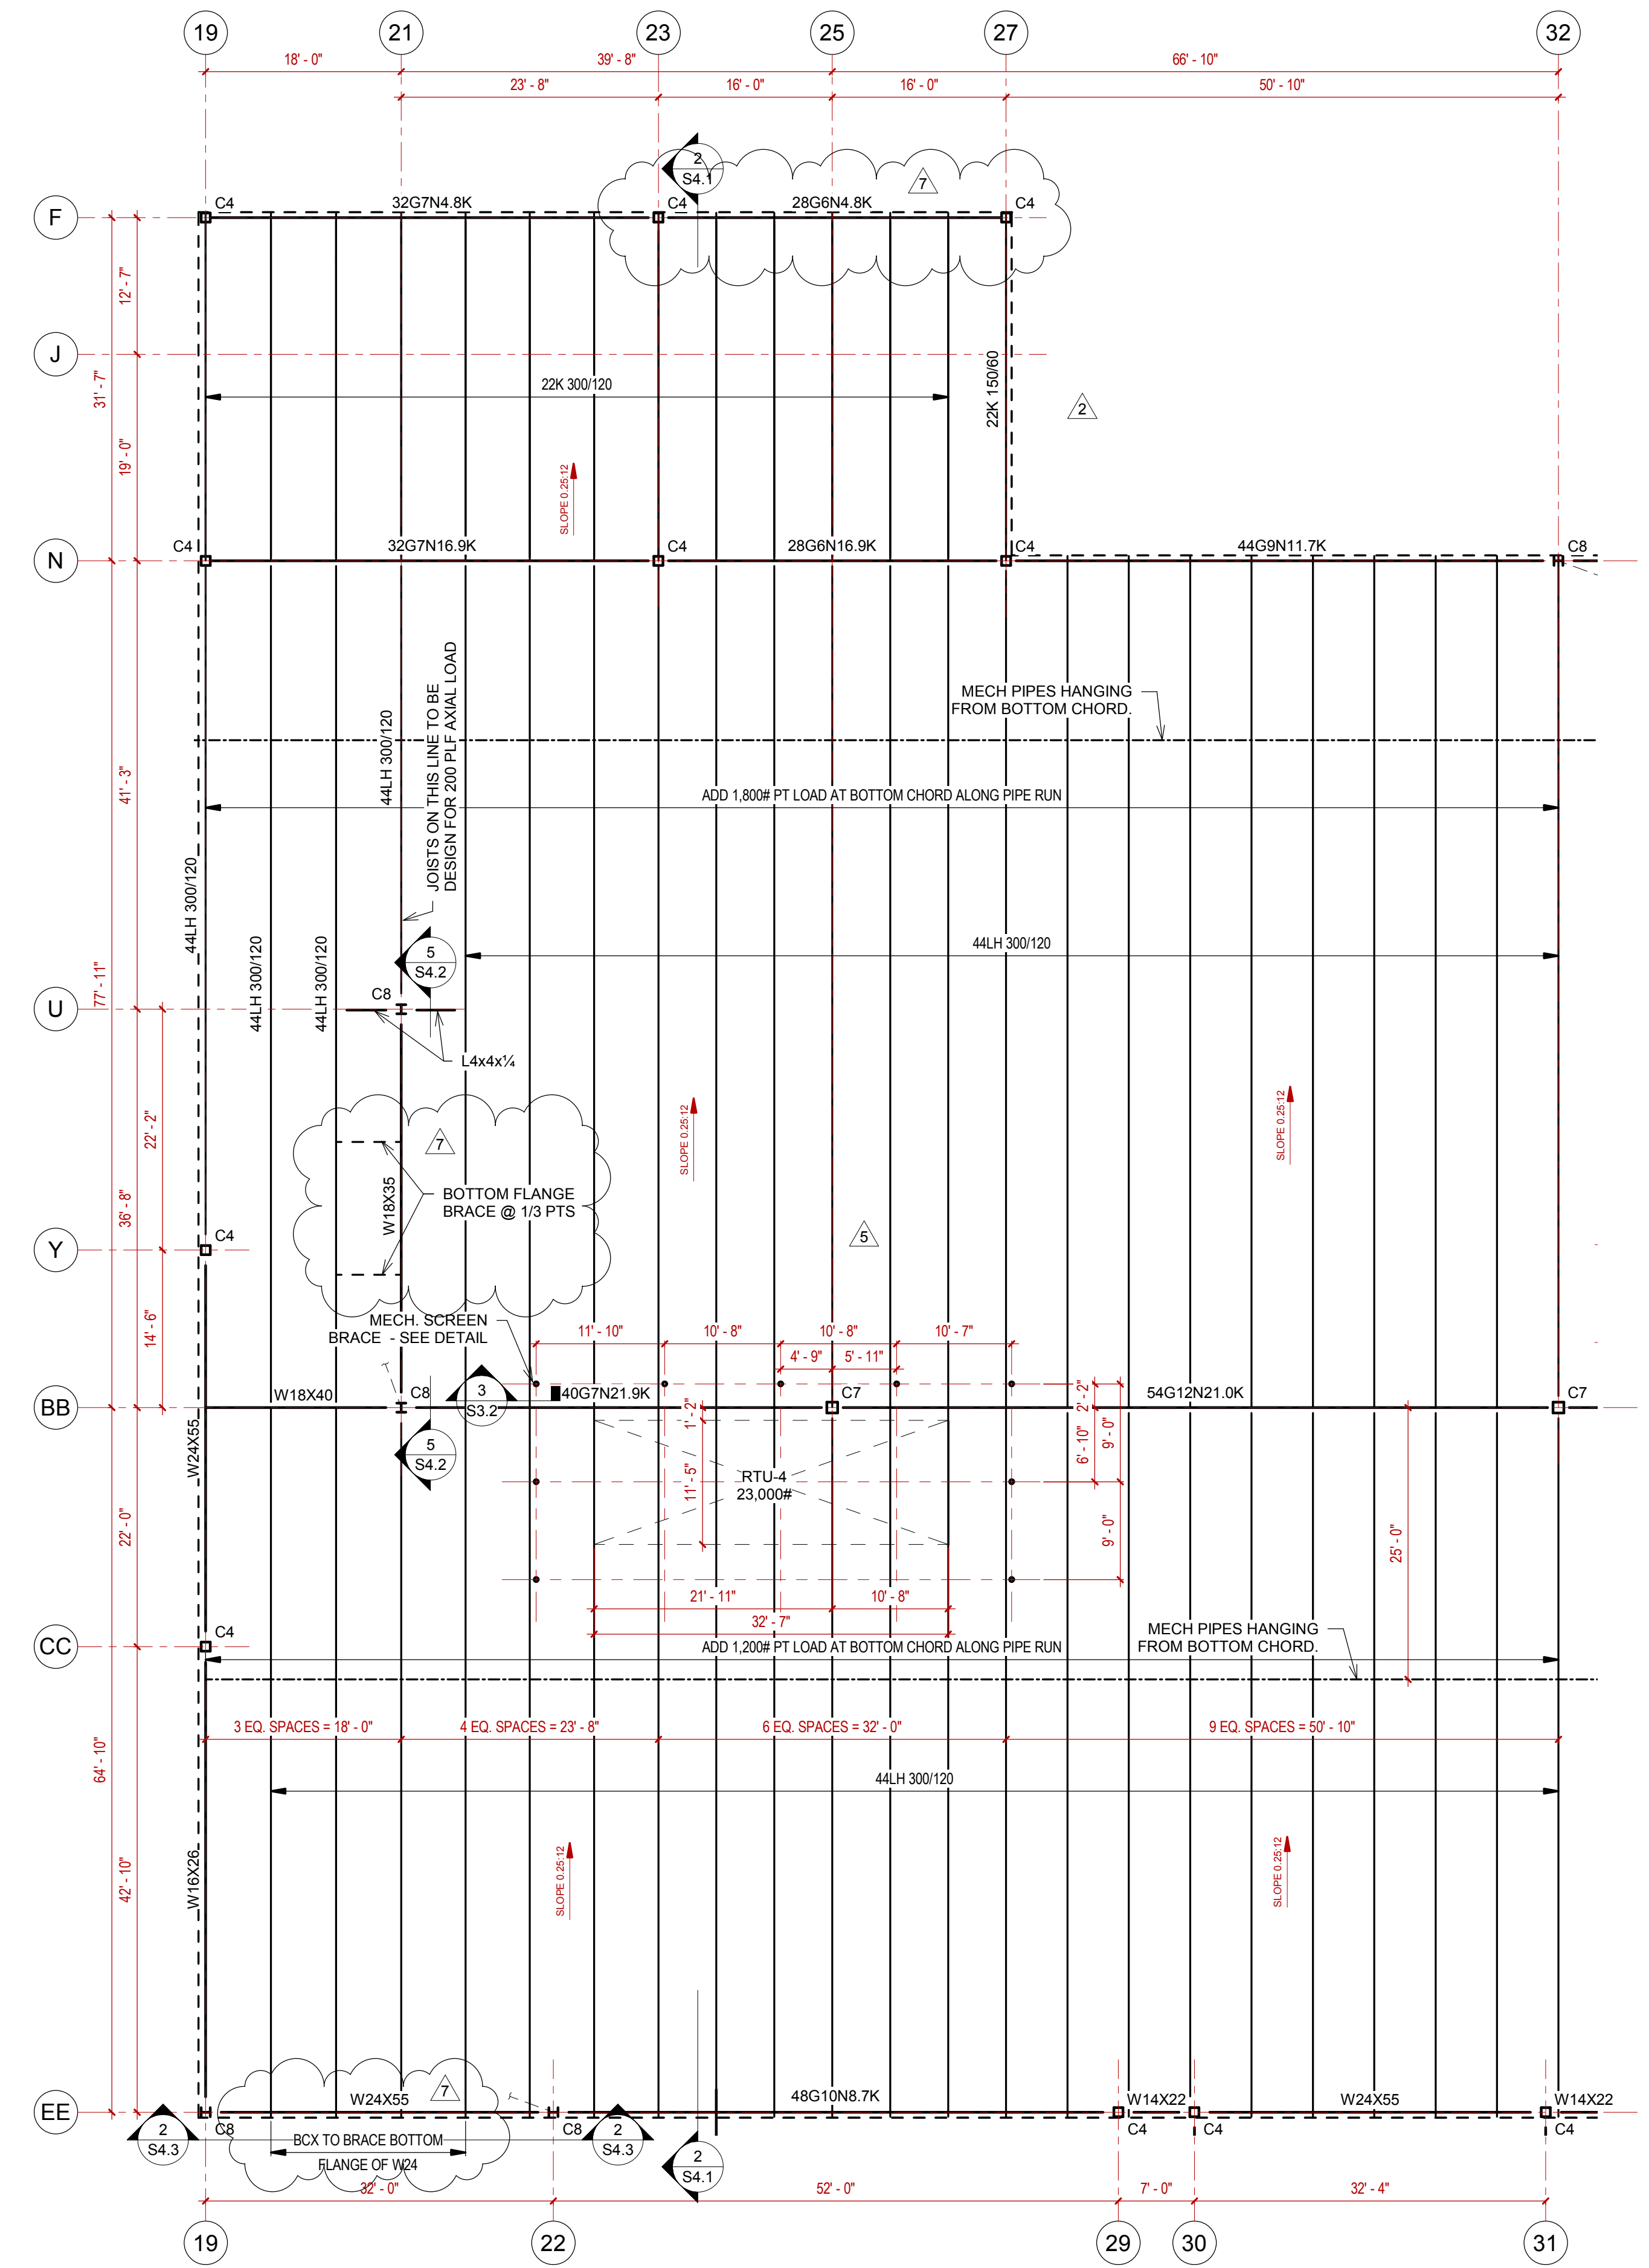 19
21
23
25
27
32
18' - 0"
39' - 8"
66' - 10"
23' - 8"
16' - 0"
16' - 0"
50' - 10"
2
S4.1
7
F
C4
32G7N4.8K
C4
28G6N4.8K
C4
12' - 7"
J
31' - 7"
22K 300/120
22K 150/60
2
19' - 0"
SLOPE 0.25:12
N
C4
32G7N16.9K
C4
28G6N16.9K
C4
44G9N11.7K
C8
MECH PIPES HANGING
FROM BOTTOM CHORD.
JOISTS ON THIS LINE TO BE
DESIGN FOR 200 PLF AXIAL LOAD
44LH 300/120
41' - 3"
ADD 1,800# PT LOAD AT BOTTOM CHORD ALONG PIPE RUN
44LH 300/120
44LH 300/120
44LH 300/120
44LH 300/120
5
S4.2
77' - 11"
U
C8
L4x4x¼
22' - 2"
SLOPE 0.25:12
SLOPE 0.25:12
7
36' - 8"
W18X35
BOTTOM FLANGE
BRACE @ 1/3 PTS
5
Y
C4
14' - 6"
MECH. SCREEN
BRACE - SEE DETAIL
11' - 10"
10' - 8"
10' - 8"
10' - 7"
4' - 9"
5' - 11"
BB
W18X40
C8
3
S3.2
40G7N21.9K
C7
54G12N21.0K
C7
2' - 2"
1' - 2"
W24X55
5
S4.2
6' - 10"
9' - 0"
11' - 5"
RTU-4
23,000#
22' - 0"
9' - 0"
25' - 0"
21' - 11"
10' - 8"
32' - 7"
CC
C4
ADD 1,200# PT LOAD AT BOTTOM CHORD ALONG PIPE RUN
MECH PIPES HANGING
FROM BOTTOM CHORD.
3 EQ. SPACES = 18' - 0"
4 EQ. SPACES = 23' - 8"
6 EQ. SPACES = 32' - 0"
9 EQ. SPACES = 50' - 10"
64' - 10"
44LH 300/120
42' - 10"
W16X26
SLOPE 0.25:12
SLOPE 0.25:12
EE
W24X55
7
48G10N8.7K
W14X22
W24X55
W14X22
2
S4.3
C8
BCX TO BRACE BOTTOM
FLANGE OF W24
C8
2
S4.3
2
S4.1
C4
C4
C4
32' - 0"
52' - 0"
7' - 0"
32' - 4"
19
22
29
30
31